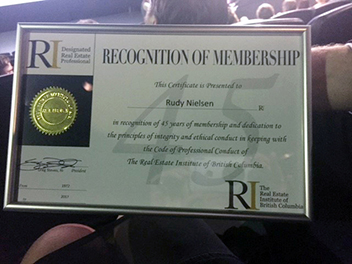 RI Designated
Real Estate
Professional
RECOGNITION OF MEMBERSHIP
This Certificate is Presented to
Rudy Nielsen
RI
45
in recognition of 45 years of membership and dedication to
the principles of integrity and ethical conduct in keeping with
the Code of Professional Conduct of
The Real Estate Institute of British Columbia.
President
RI The
Real Estate
Institute of
British Columbia